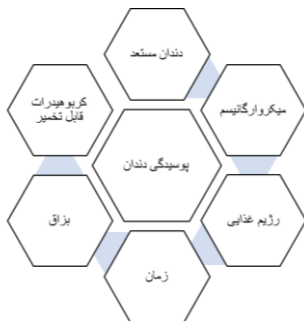 دندان مستعد
میکروارگانیسم
کربوهیدرات
قابل تخمیر
پوسیدگی دندان
رژیم غذایی
بزاق
زمان